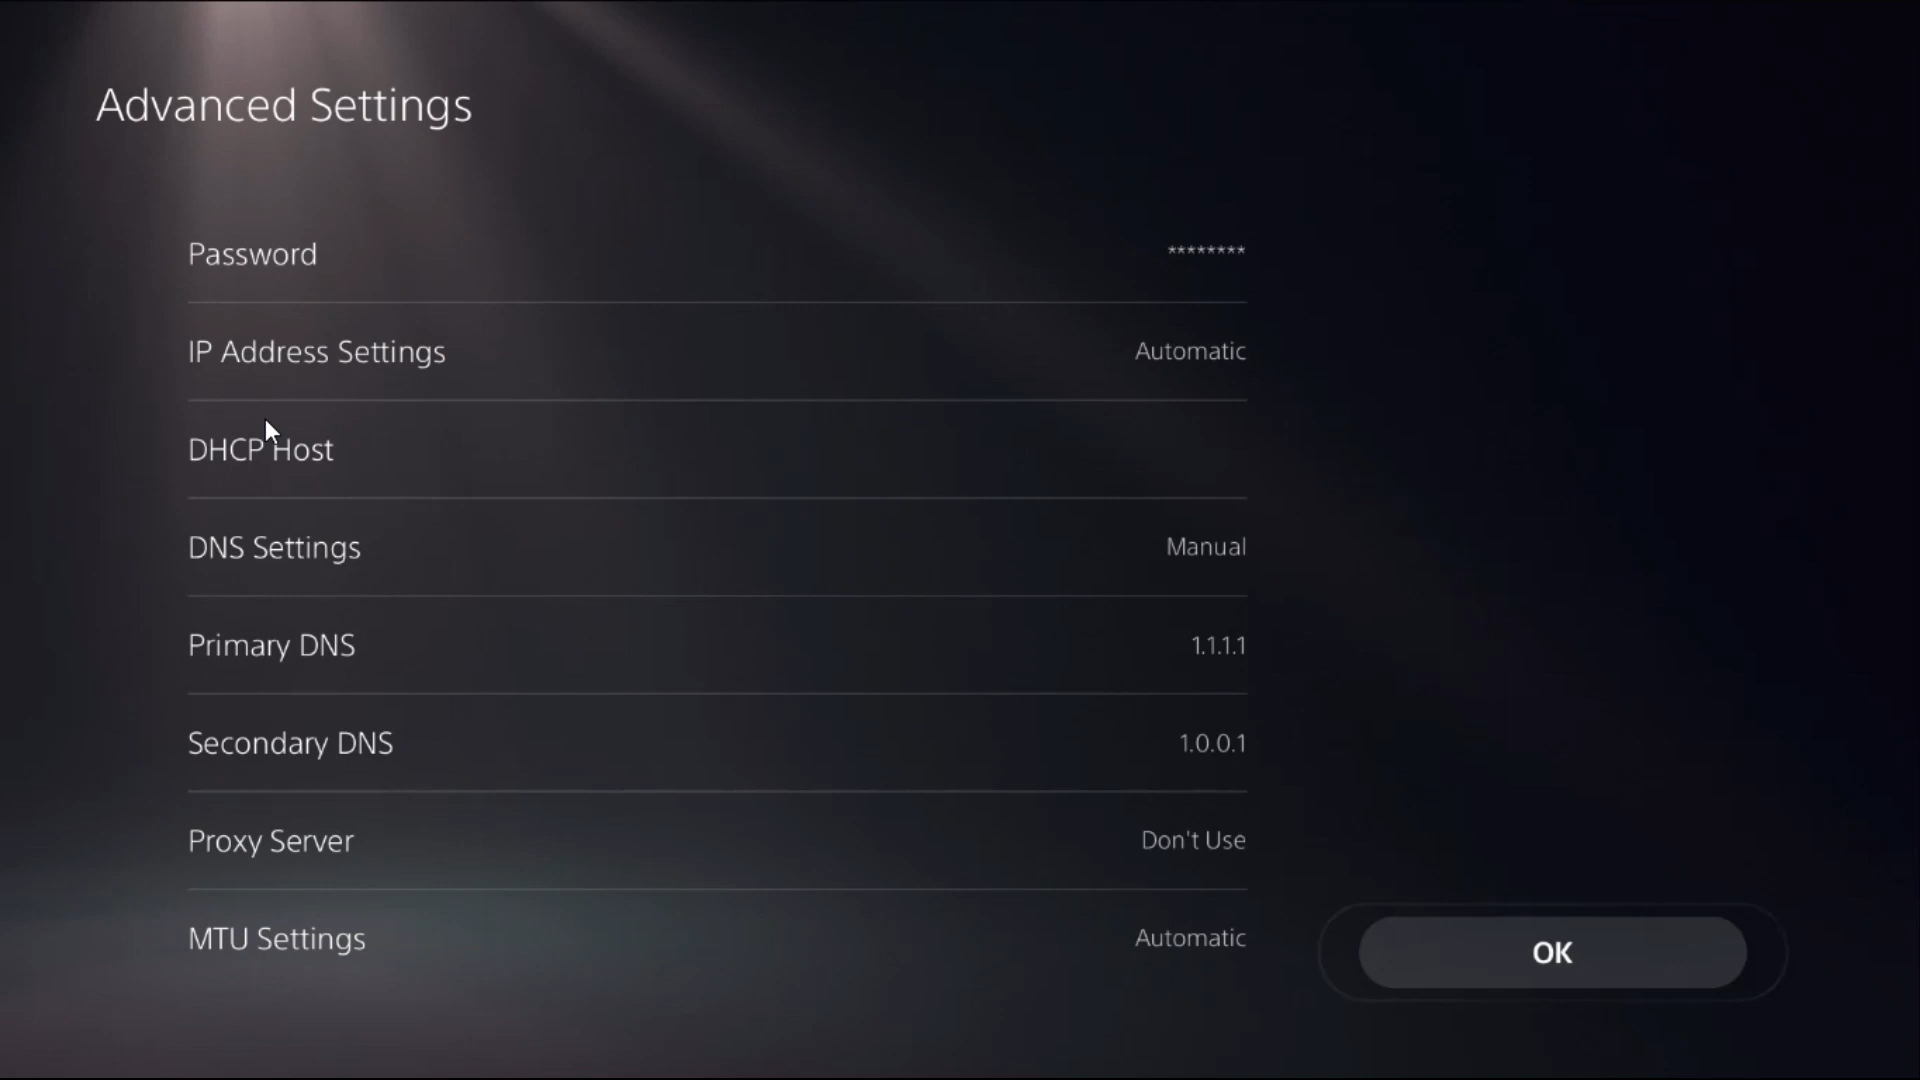 Advanced Settings
Password ********
IP Address Settings Automatic
DHCP Host
DNS Settings Manual
Primary DNS 1.1.1.1
Secondary DNS 1.0.0.1
Proxy Server Don't Use
MTU Settings Automatic
OK